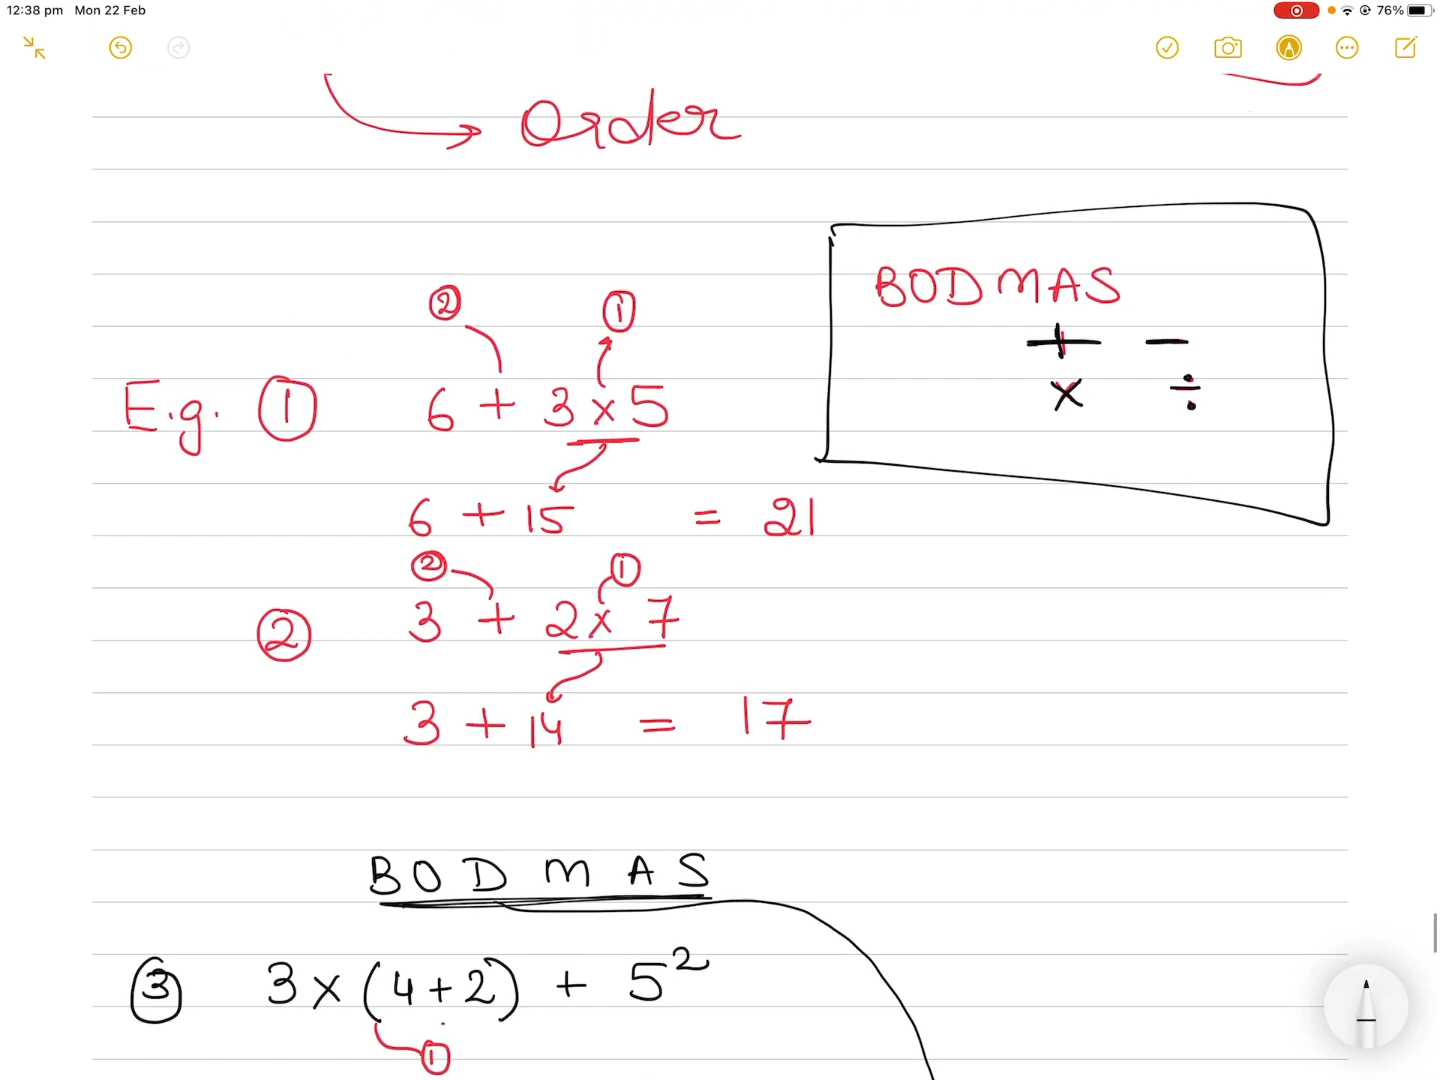 12:38 pm Mon 22 Feb
76%
Order
BODMAS
+ -
× ÷
② ①
E.g. ① 6 + 3 × 5
6 + 15 = 21
② ①
② 3 + 2 × 7
3 + 14 = 17
BODMAS
③ 3 × (4 + 2) + 5²
①